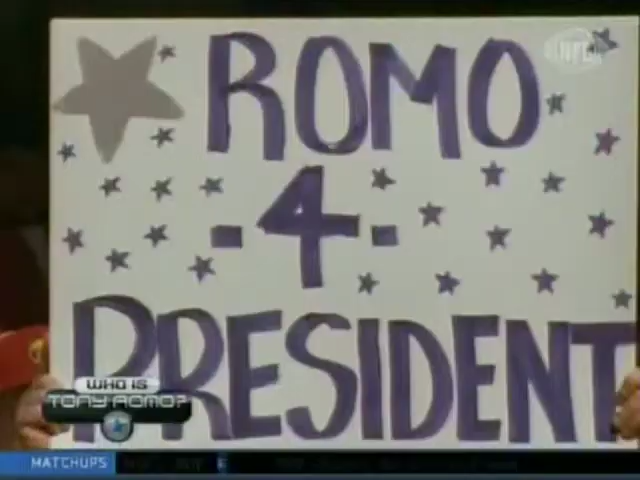 ROMO
-4-
PRESIDENT
WHO IS
TONY ROMO?
MATCHUPS